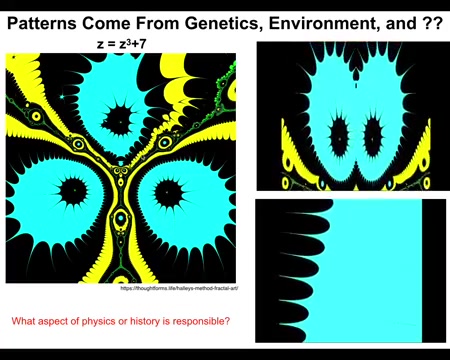 Patterns Come From Genetics, Environment, and ??
z = z³+7
https://thoughtforms.life/halleys-method-fractal-art/
What aspect of physics or history is responsible?